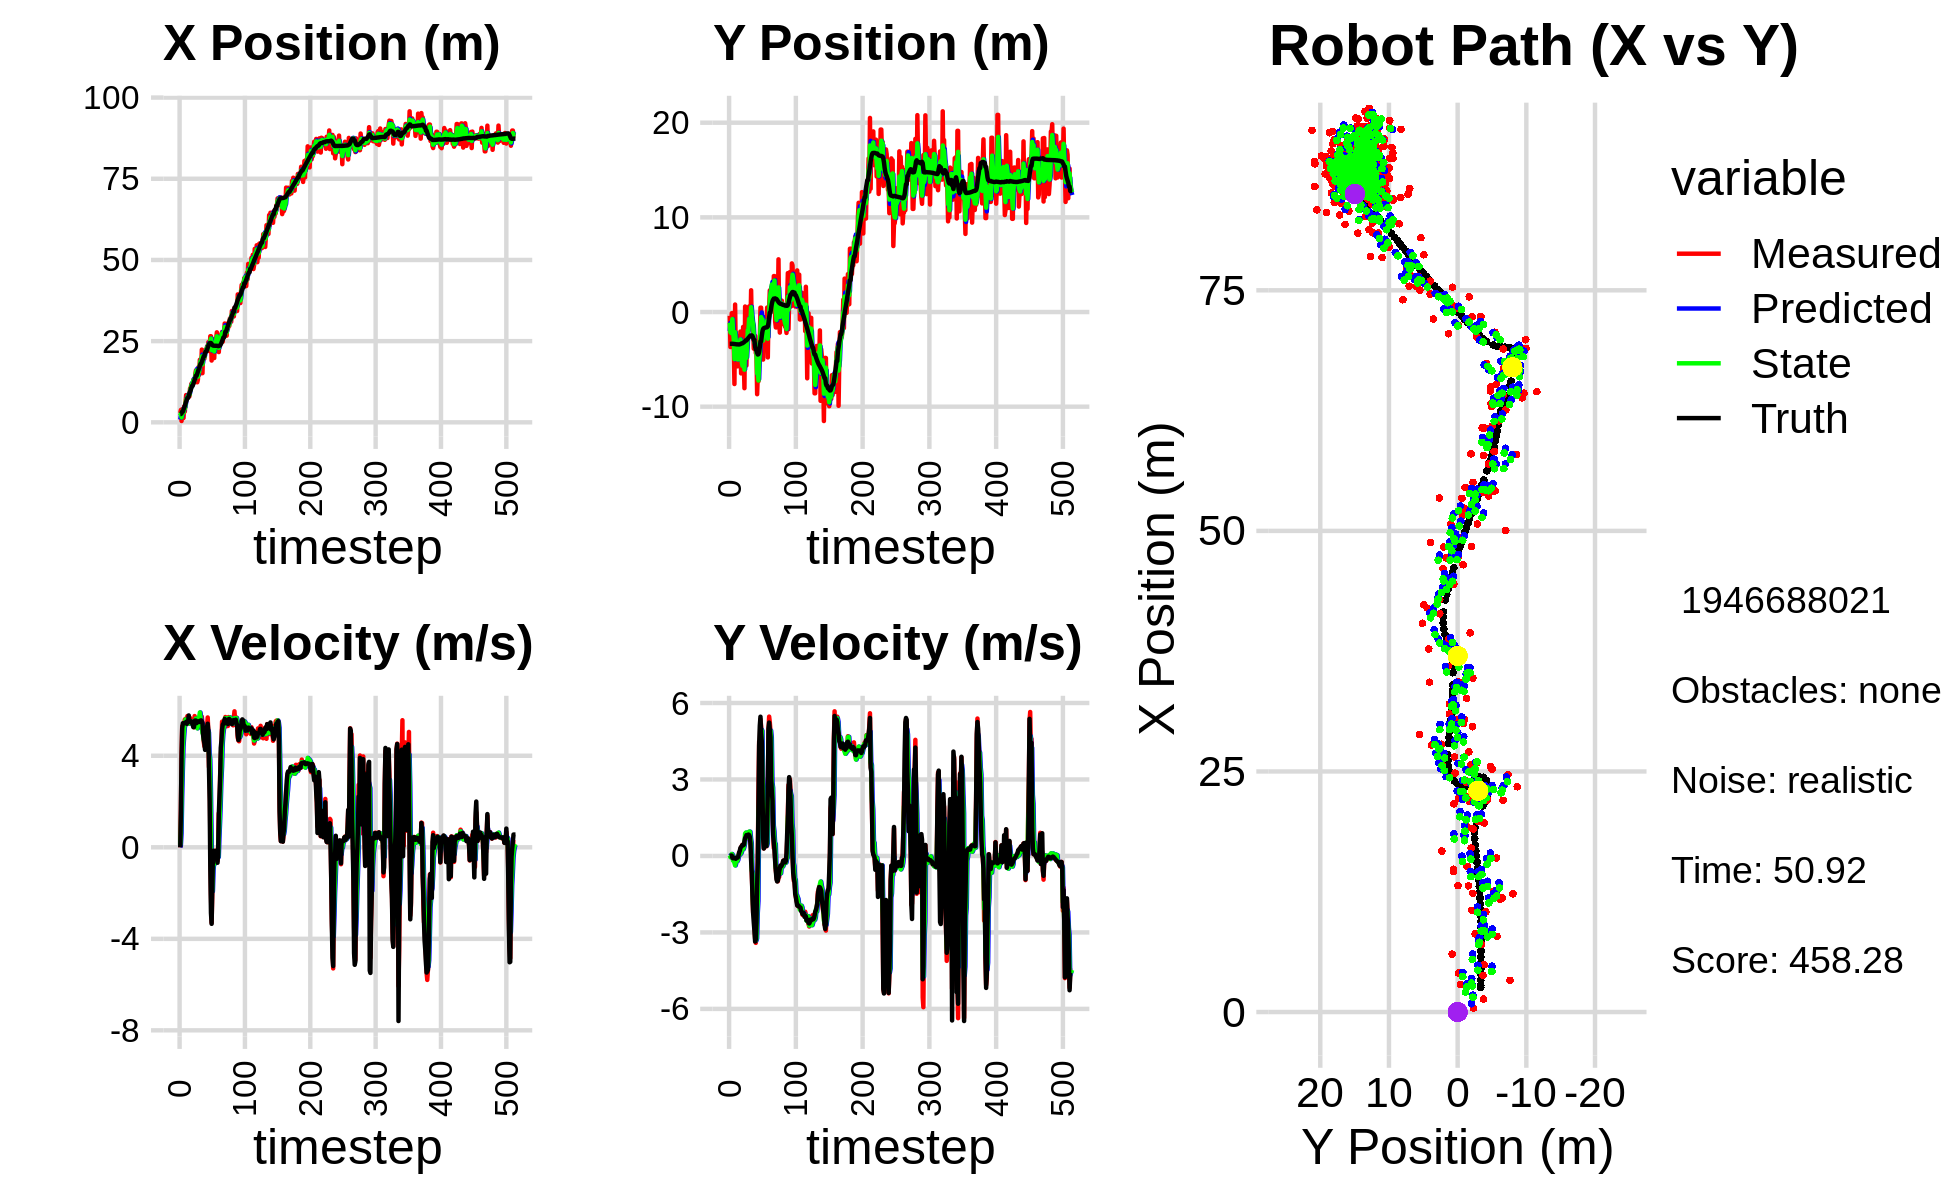 X Position (m)
100
75
50
25
0
0
100
200
300
400
500
timestep
Y Position (m)
20
10
0
-10
0
100
200
300
400
500
timestep
X Velocity (m/s)
4
0
-4
-8
0
100
200
300
400
500
timestep
Y Velocity (m/s)
6
3
0
-3
-6
0
100
200
300
400
500
timestep
Robot Path (X vs Y)
X Position (m)
75
50
25
0
20 10 0 -10 -20
Y Position (m)
variable
Measured
Predicted
State
Truth
1946688021
Obstacles: none
Noise: realistic
Time: 50.92
Score: 458.28